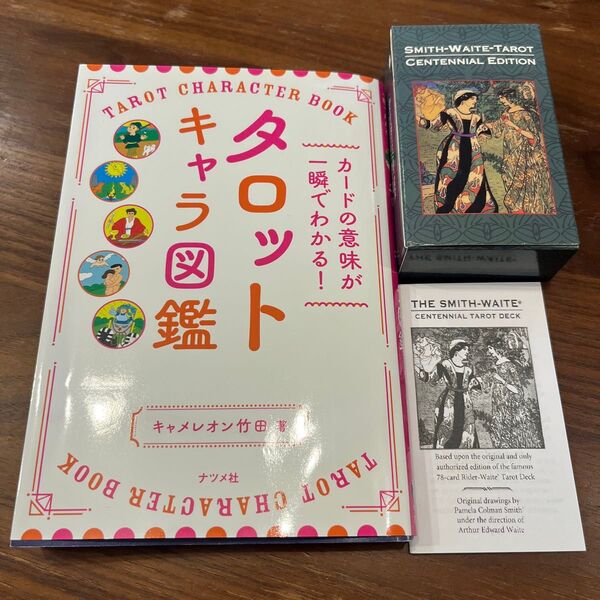 TAROT CHARACTER BOOK
カードの意味が
一瞬でわかる！
タロット
キャラ図鑑
キャメレオン竹田 著
ナツメ社
TAROT CHARACTER BOOK
SMITH-WAITE-TAROT
CENTENNIAL EDITION
THE SMITH-WAITE®
CENTENNIAL TAROT DECK
Based upon the original and only
authorized edition of the famous
78-card Rider-Waite® Tarot Deck
Original drawings by
Pamela Colman Smith
under the direction of
Arthur Edward Waite